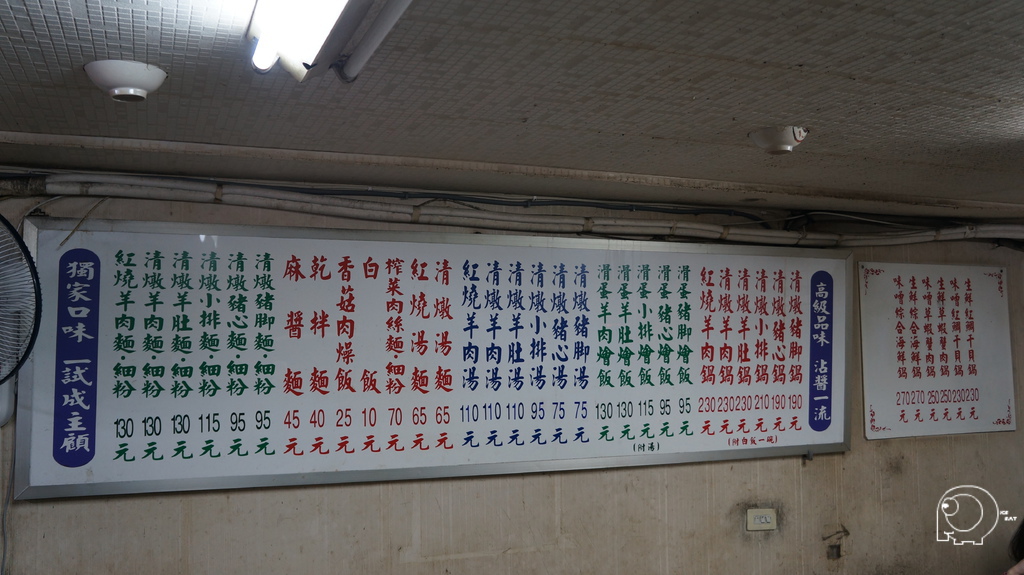 生鮮紅鯛干貝鍋 230元
味噌紅鯛干貝鍋 230元
生鮮草蝦蟹肉鍋 250元
味噌草蝦蟹肉鍋 250元
生鮮綜合海鮮鍋 270元
味噌綜合海鮮鍋 270元
高級品味 沾醬一流
清燉豬腳鍋 190元
清燉豬心鍋 190元
清燉小排鍋 210元
清燉羊肚鍋 230元
清燉羊肉鍋 230元
紅燒羊肉鍋 230元
(附白飯一碗)
滑蛋豬腳燴飯 95元
滑蛋豬心燴飯 95元
滑蛋小排燴飯 115元
滑蛋羊肚燴飯 130元
滑蛋羊肉燴飯 130元
(附湯)
清燉豬腳湯 75元
清燉豬心湯 75元
清燉小排湯 95元
清燉羊肚湯 110元
清燉羊肉湯 110元
紅燒羊肉湯 110元
清燉湯麵 65元
紅燒湯麵 65元
榨菜肉絲麵·細粉 70元
白飯 10元
香菇肉燥飯 25元
乾拌麵 40元
麻醬麵 45元
清燉豬腳麵·細粉 95元
清燉豬心麵·細粉 95元
清燉小排麵·細粉 115元
清燉羊肚麵·細粉 130元
清燉羊肉麵·細粉 130元
紅燒羊肉麵·細粉 130元
獨家口味 一試成主顧